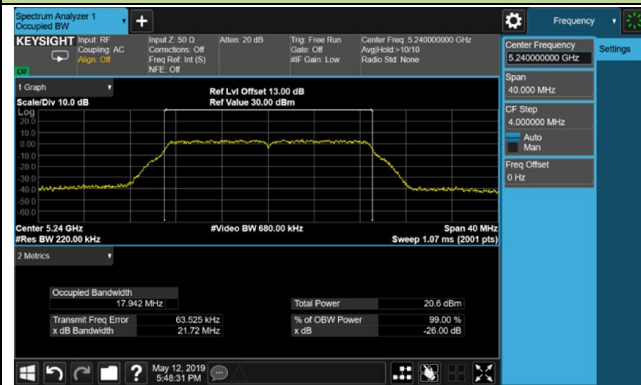 Spectrum Analyzer 1
Occupied BW
+
Frequency
KEYSIGHT
Input: RF
Coupling: AC
Align: Off
Input Z: 50 Ω
Corrections: Off
Freq Ref: Int (S)
NFE: Off
Atten: 20 dB
Trig: Free Run
Gate: Off
#IF Gain: Low
Center Freq: 5.240000000 GHz
Avg|Hold:>10/10
Radio Std: None
Center Frequency
5.240000000 GHz
Settings
Span
40.000 MHz
CF Step
4.000000 MHz
Auto
Man
Freq Offset
0 Hz
1 Graph
Scale/Div 10.0 dB
Ref Lvl Offset 13.00 dB
Ref Value 30.00 dBm
Log
20.0
10.0
0.00
-10.0
-20.0
-30.0
-40.0
-50.0
-60.0
Center 5.24 GHz
#Video BW 680.00 kHz
Span 40 MHz
#Res BW 220.00 kHz
Sweep 1.07 ms (2001 pts)
2 Metrics
Occupied Bandwidth
17.942 MHz
Total Power
20.6 dBm
Transmit Freq Error
63.525 kHz
% of OBW Power
99.00 %
x dB Bandwidth
21.72 MHz
x dB
-26.00 dB
?
May 12, 2019
5:48:31 PM